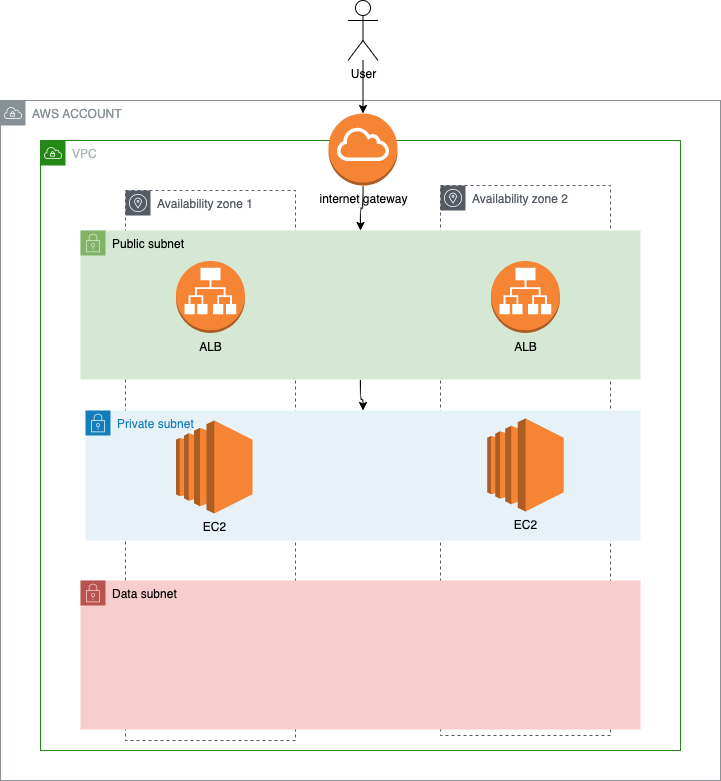 User
AWS ACCOUNT
VPC
internet gateway
Availability zone 1
Availability zone 2
Public subnet
ALB
ALB
Private subnet
EC2
EC2
Data subnet